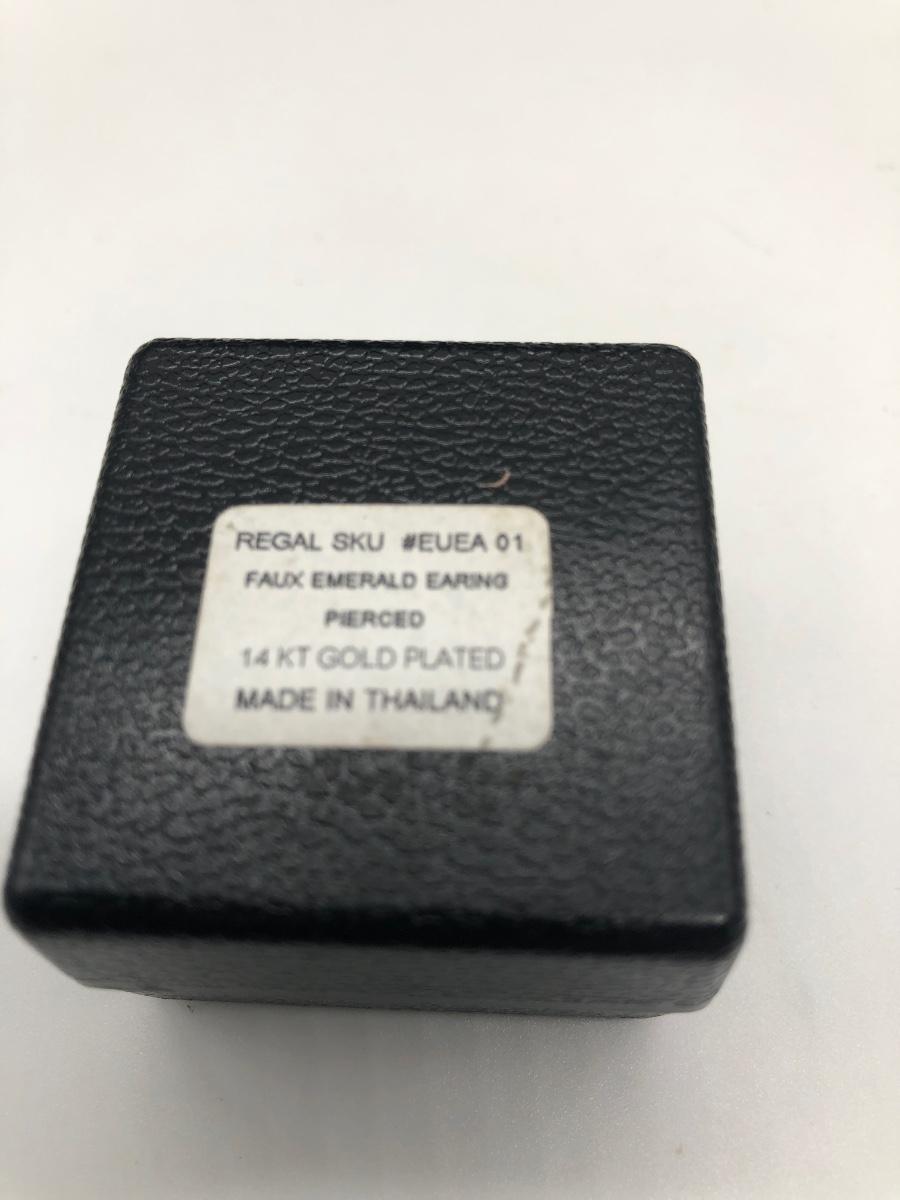 REGAL SKU #EUEA 01
FAUX EMERALD EARING
PIERCED
14 KT GOLD PLATED
MADE IN THAILAND